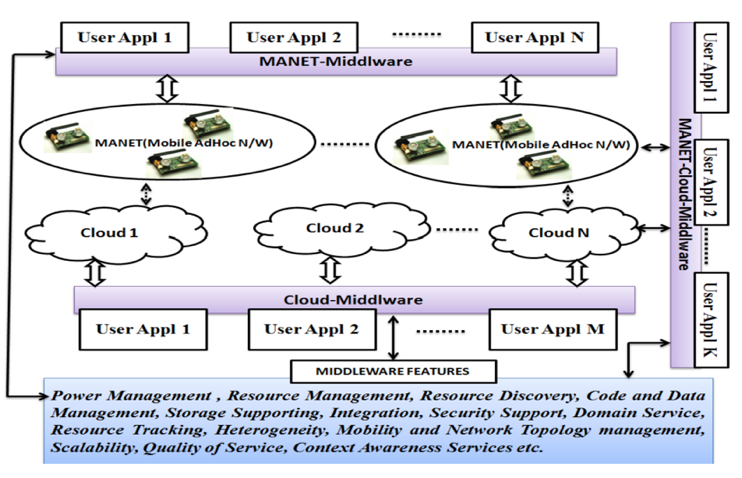 User Appl 1
User Appl 2
........
User Appl N
MANET-Middlware
MANET(Mobile AdHoc N/W)
.......
MANET(Mobile AdHoc N/W)
Cloud 1
Cloud 2
.......
Cloud N
Cloud-Middlware
User Appl 1
User Appl 2
........
User Appl M
User Appl 1
User Appl 2
.......
User Appl K
MANET-Cloud-Middlware
MIDDLEWARE FEATURES
Power Management , Resource Management, Resource Discovery, Code and Data
Management, Storage Supporting, Integration, Security Support, Domain Service,
Resource Tracking, Heterogeneity, Mobility and Network Topology management,
Scalability, Quality of Service, Context Awareness Services etc.